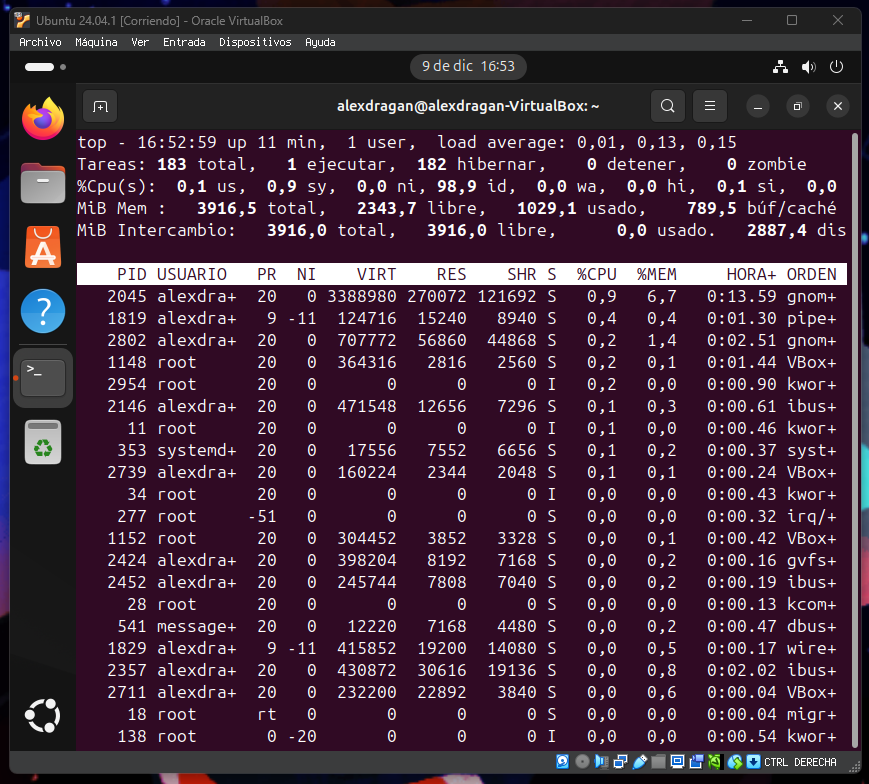 Ubuntu 24.04.1 [Corriendo] - Oracle VirtualBox
Archivo Máquina Ver Entrada Dispositivos Ayuda
9 de dic 16:53
alexdragan@alexdragan-VirtualBox: ~
top - 16:52:59 up 11 min, 1 user, load average: 0,01, 0,13, 0,15
Tareas: 183 total, 1 ejecutar, 182 hibernar, 0 detener, 0 zombie
%Cpu(s): 0,1 us, 0,9 sy, 0,0 ni, 98,9 id, 0,0 wa, 0,0 hi, 0,1 si, 0,0
MiB Mem : 3916,5 total, 2343,7 libre, 1029,1 usado, 789,5 búf/caché
MiB Intercambio: 3916,0 total, 3916,0 libre, 0,0 usado. 2887,4 dis
PID USUARIO PR NI VIRT RES SHR S %CPU %MEM HORA+ ORDEN
2045 alexdra+ 20 0 3388980 270072 121692 S 0,9 6,7 0:13.59 gnom+
1819 alexdra+ 9 -11 124716 15240 8940 S 0,4 0,4 0:01.30 pipe+
2802 alexdra+ 20 0 707772 56860 44868 S 0,2 1,4 0:02.51 gnom+
1148 root 20 0 364316 2816 2560 S 0,2 0,1 0:01.44 VBox+
2954 root 20 0 0 0 0 I 0,2 0,0 0:00.90 kwor+
2146 alexdra+ 20 0 471548 12656 7296 S 0,1 0,3 0:00.61 ibus+
11 root 20 0 0 0 0 I 0,1 0,0 0:00.46 kwor+
353 systemd+ 20 0 17556 7552 6656 S 0,1 0,2 0:00.37 syst+
2739 alexdra+ 20 0 160224 2344 2048 S 0,1 0,1 0:00.24 VBox+
34 root 20 0 0 0 0 I 0,0 0,0 0:00.43 kwor+
277 root -51 0 0 0 0 S 0,0 0,0 0:00.32 irq/+
1152 root 20 0 304452 3852 3328 S 0,0 0,1 0:00.42 VBox+
2424 alexdra+ 20 0 398204 8192 7168 S 0,0 0,2 0:00.16 gvfs+
2452 alexdra+ 20 0 245744 7808 7040 S 0,0 0,2 0:00.19 ibus+
28 root 20 0 0 0 0 S 0,0 0,0 0:00.13 kcom+
541 message+ 20 0 12220 7168 4480 S 0,0 0,2 0:00.47 dbus+
1829 alexdra+ 9 -11 415852 19200 14080 S 0,0 0,5 0:00.17 wire+
2357 alexdra+ 20 0 430872 30616 19136 S 0,0 0,8 0:02.02 ibus+
2711 alexdra+ 20 0 232200 22892 3840 S 0,0 0,6 0:00.04 VBox+
18 root rt 0 0 0 0 S 0,0 0,0 0:00.04 migr+
138 root 0 -20 0 0 0 I 0,0 0,0 0:00.54 kwor+
CTRL DERECHA